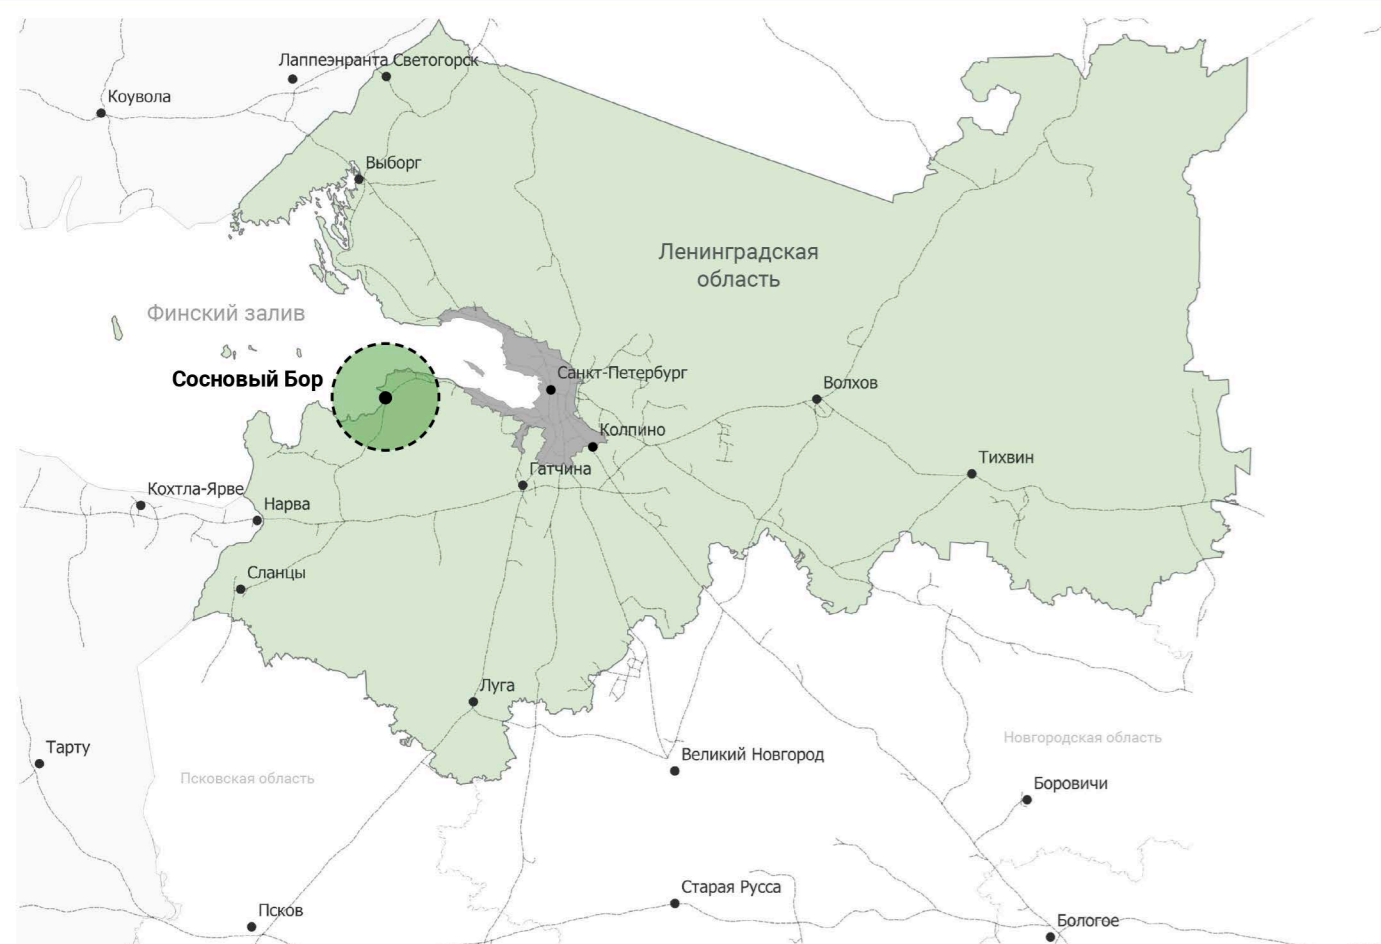 Лаппеэнранта Светогорск
Коувола
Выборг
Ленинградская
область
Финский залив
Сосновый Бор
Санкт-Петербург
Волхов
Колпино
Тихвин
Гатчина
Кохтла-Ярве
Нарва
Сланцы
Луга
Тарту
Великий Новгород
Новгородская область
Псковская область
Боровичи
Старая Русса
Псков
Бологое